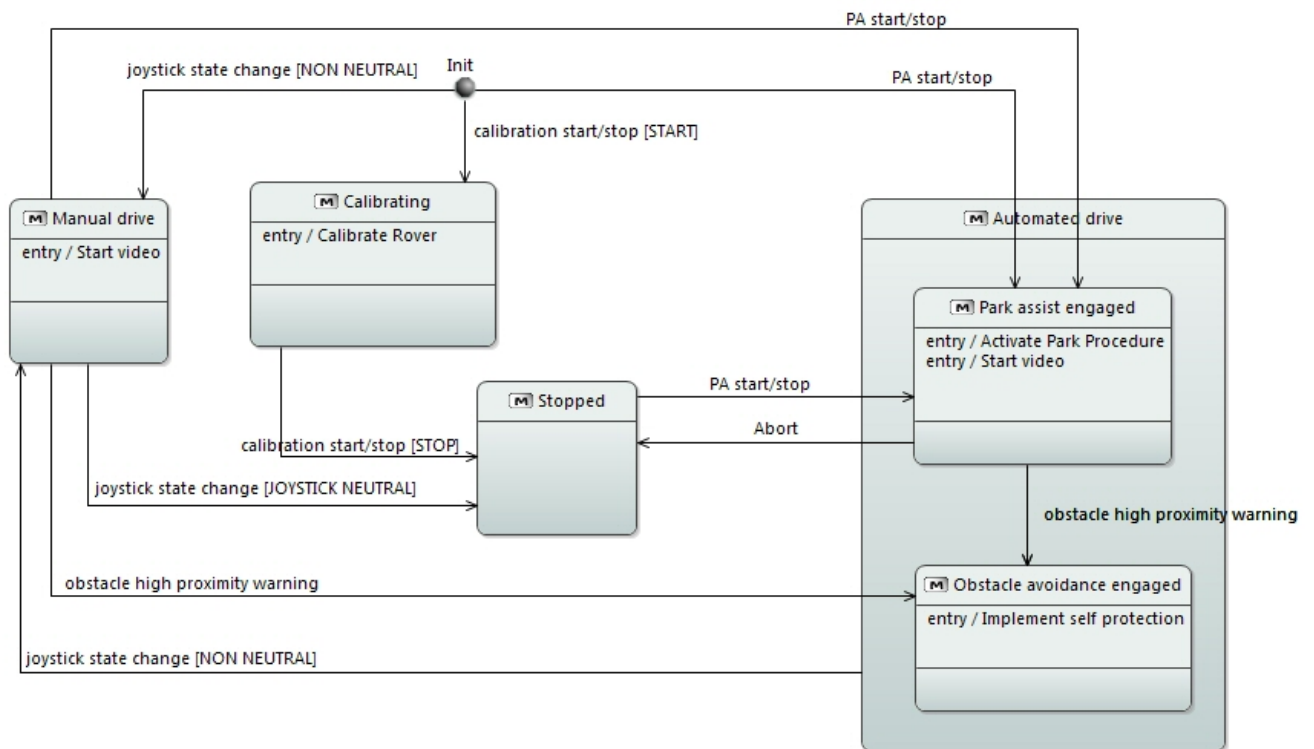 PA start/stop
joystick state change [NON NEUTRAL]
Init
PA start/stop
calibration start/stop [START]
M Manual drive
entry / Start video
M Calibrating
entry / Calibrate Rover
M Automated drive
M Park assist engaged
entry / Activate Park Procedure
entry / Start video
M Stopped
PA start/stop
Abort
calibration start/stop [STOP]
joystick state change [JOYSTICK NEUTRAL]
obstacle high proximity warning
obstacle high proximity warning
M Obstacle avoidance engaged
entry / Implement self protection
joystick state change [NON NEUTRAL]